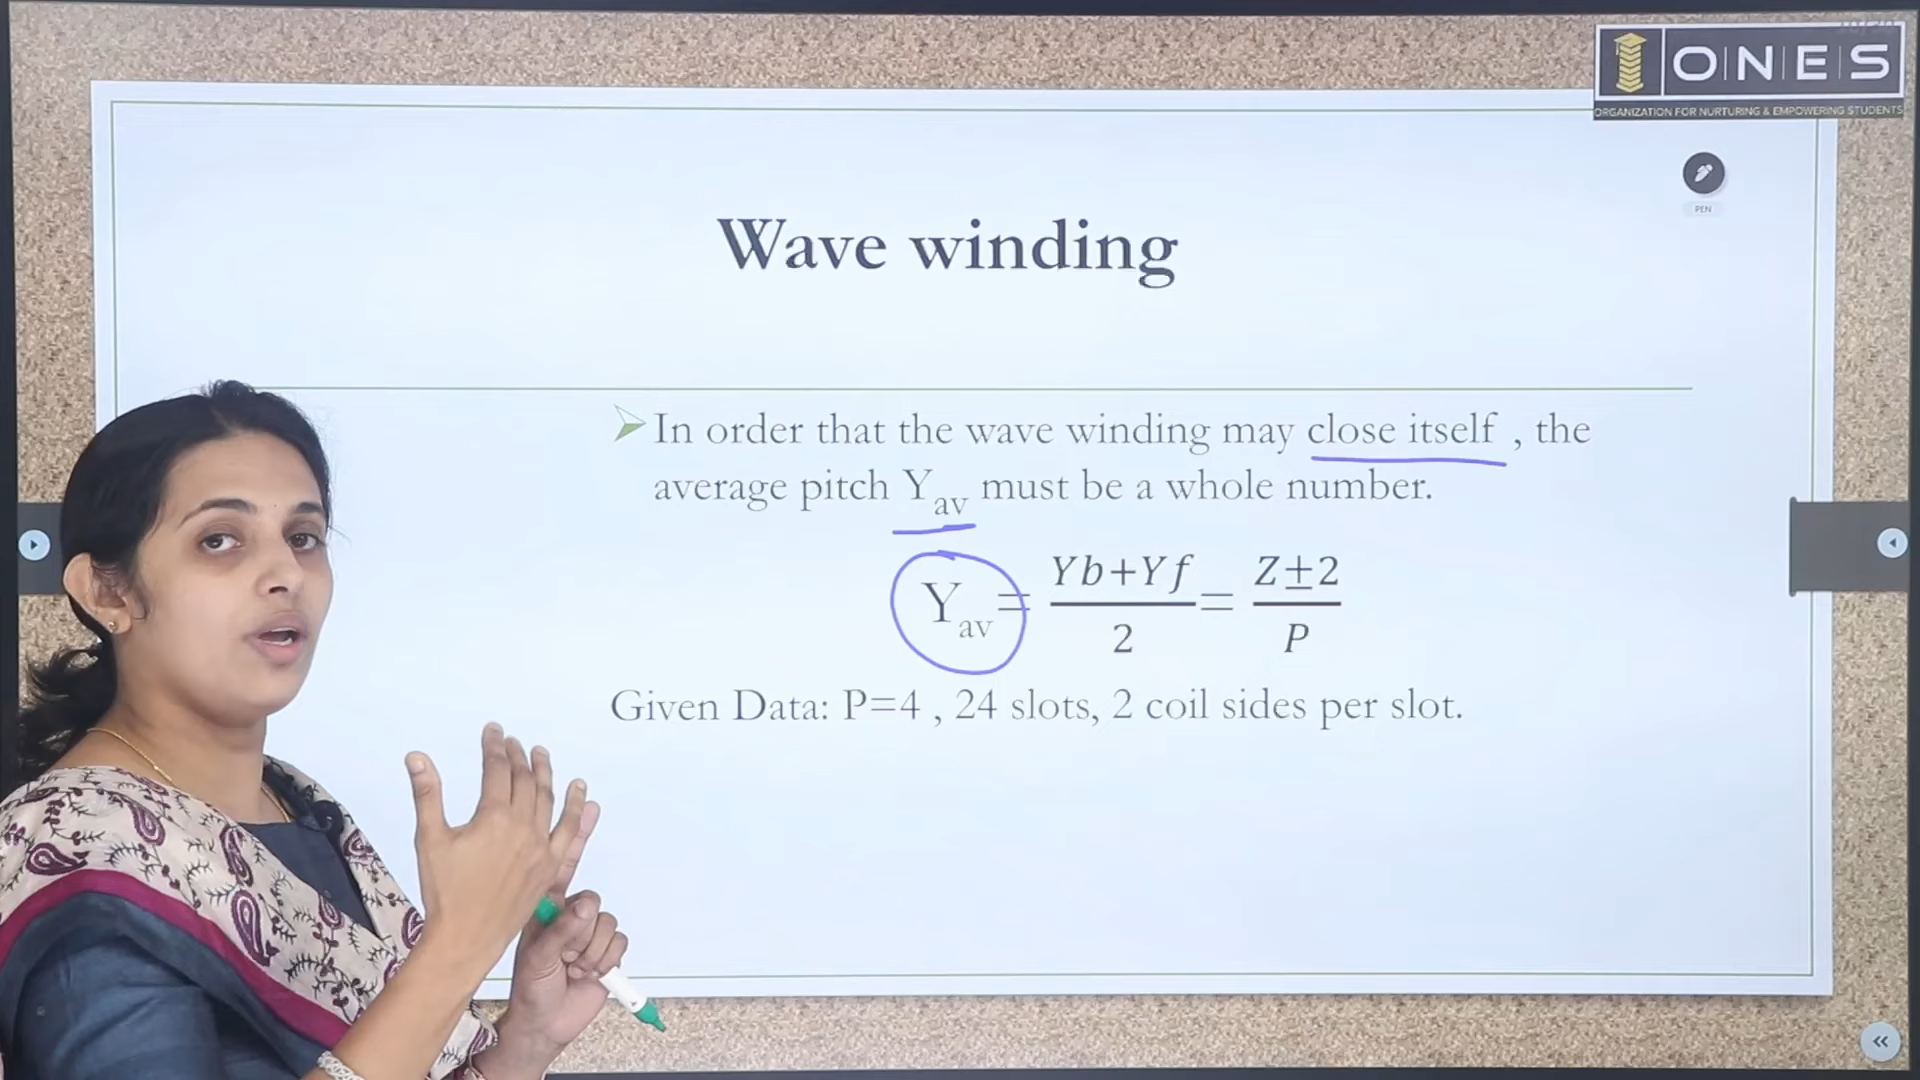 ONES
ORGANIZATION FOR NURTURING & EMPOWERING STUDENTS
PEN
Wave winding
In order that the wave winding may close itself , the
average pitch Yav must be a whole number.
Yav = Yb+Yf/2 = Z±2/P
Given Data: P=4 , 24 slots, 2 coil sides per slot.